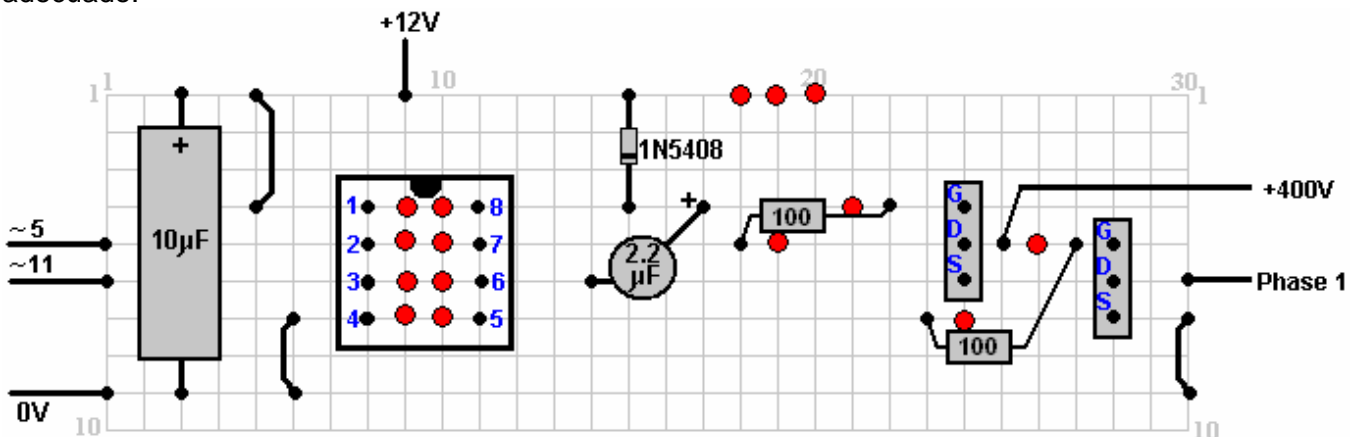 +12V
1 1 10 20 30 1
+ 1N5408 +400V
1 8 + 100 G
~5 2 10µF 7 2.2 µF D G
~11 3 6 S D Phase 1
4 5 100 S
0V
10 10